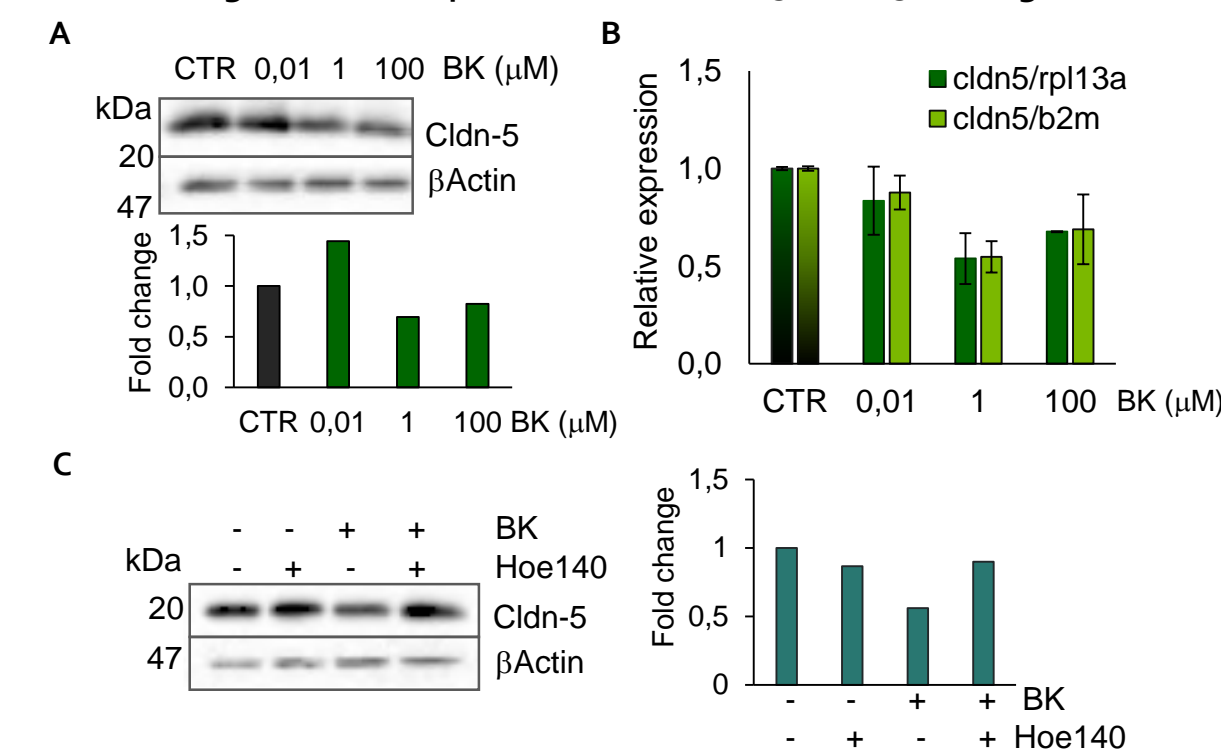 A
CTR 0,01 1 100 BK (μM)
kDa
Cldn-5
20
βActin
47
1,5
1,0
0,5
0,0
Fold change
CTR 0,01 1 100 BK (μM)
B
cldn5/rpl13a
cldn5/b2m
1,5
1,0
0,5
0,0
Relative expression
CTR 0,01 1 100 BK (μM)
C
- - + + BK
kDa
- + - + Hoe140
20 Cldn-5
47 βActin
1,5
1
0,5
0
Fold change
- - + + BK
- + - + Hoe140